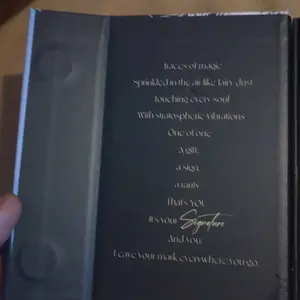 traces of magic
Sprinkled in the air like fairy dust
touching every soul
With stratospheric vibrations
One of one
a gift,
a sign,
a rarity
That's you
it's your Signature
And you,
Leave your mark everywhere you go.